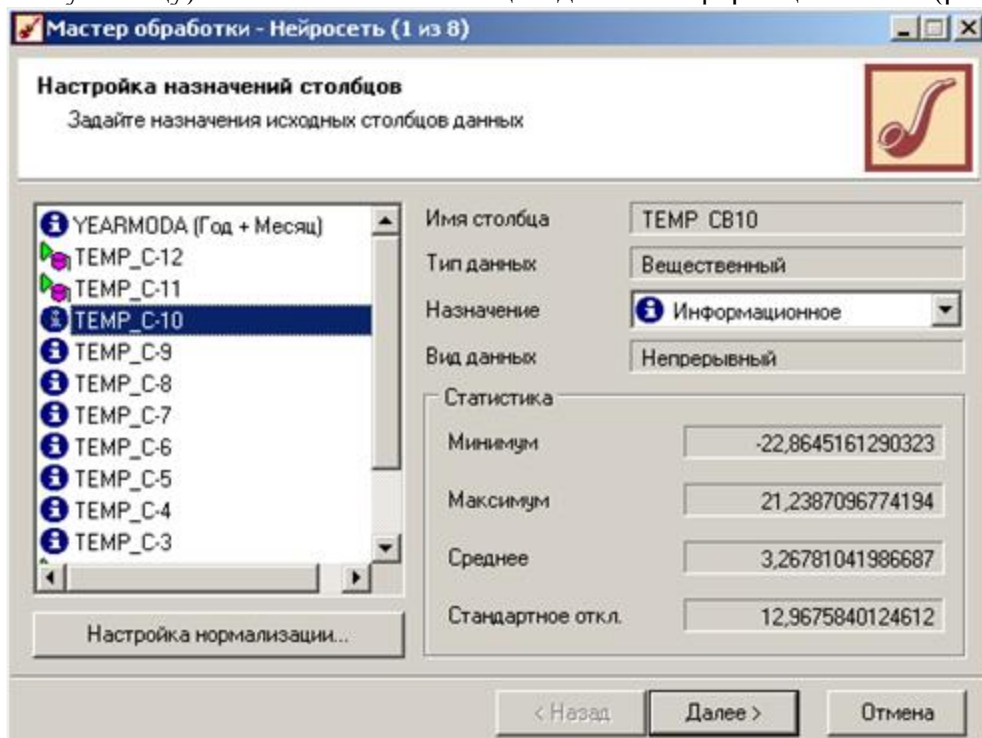 Мастер обработки - Нейросеть (1 из 8)
Настройка назначений столбцов
Задайте назначения исходных столбцов данных
YEARMODA (Год + Месяц)
TEMP_C-12
TEMP_C-11
TEMP_C-10
TEMP_C-9
TEMP_C-8
TEMP_C-7
TEMP_C-6
TEMP_C-5
TEMP_C-4
TEMP_C-3
Настройка нормализации...
Имя столбца TEMP CB10
Тип данных Вещественный
Назначение Информационное
Вид данных Непрерывный
Статистика
Минимум -22,8645161290323
Максимум 21,2387096774194
Среднее 3,26781041986687
Стандартное откл. 12,9675840124612
< Назад Далее > Отмена